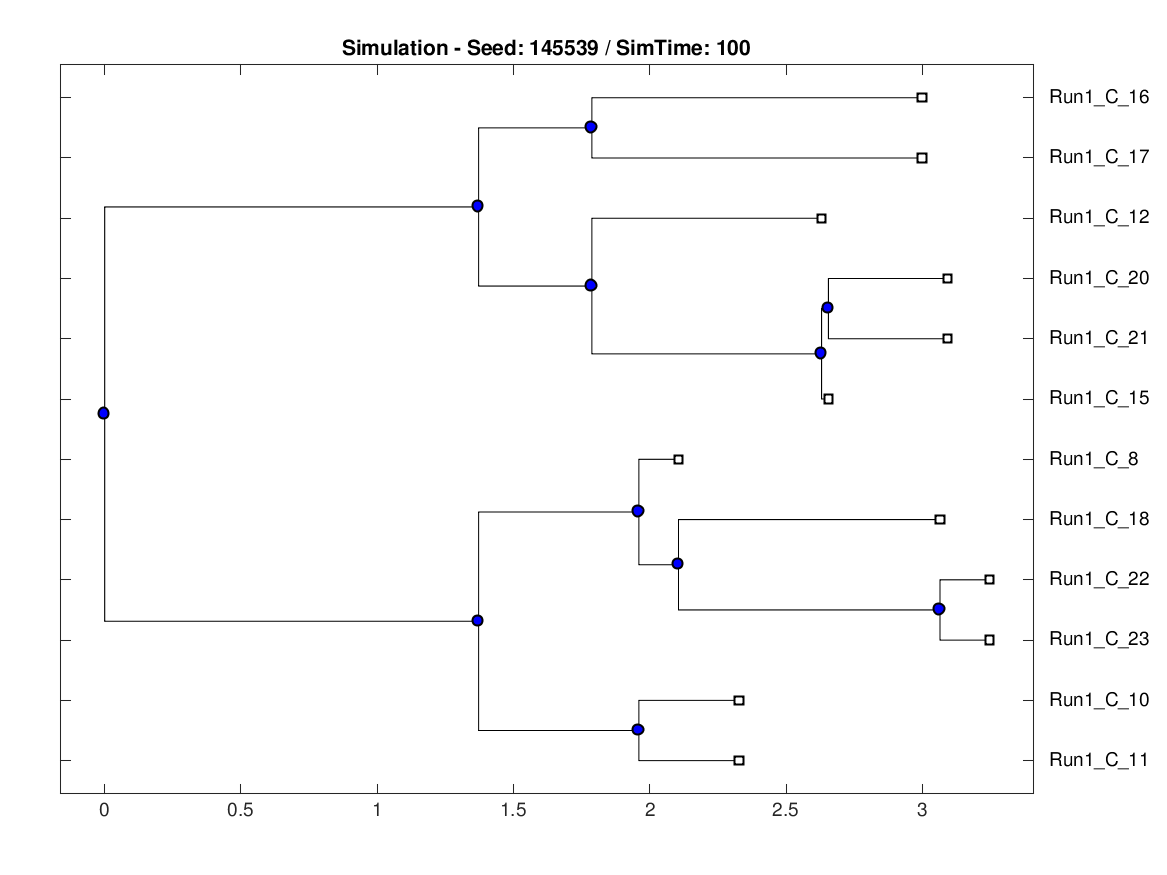 Simulation - Seed: 145539 / SimTime: 100
Run1_C_16
Run1_C_17
Run1_C_12
Run1_C_20
Run1_C_21
Run1_C_15
Run1_C_8
Run1_C_18
Run1_C_22
Run1_C_23
Run1_C_10
Run1_C_11
0 0.5 1 1.5 2 2.5 3